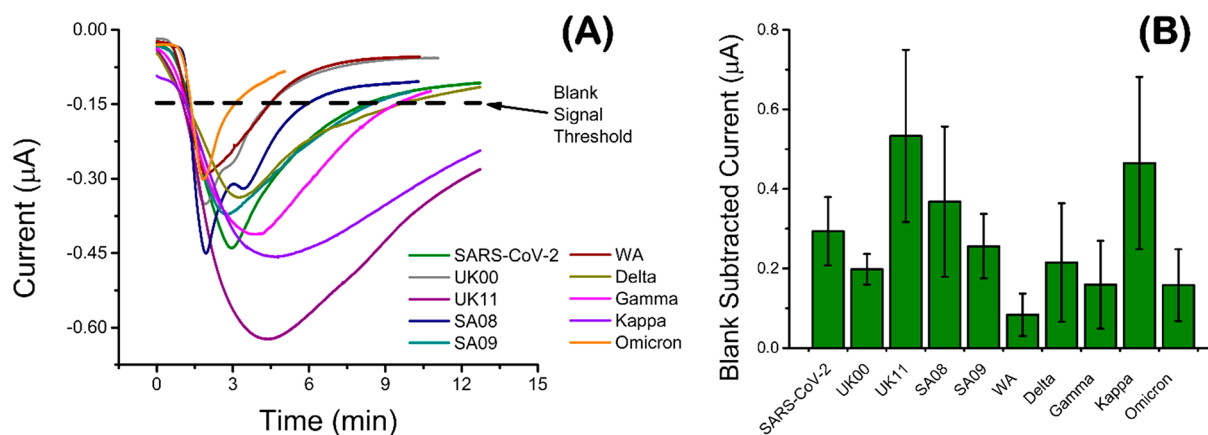 (A)
Current (μA)
0.00
-0.15
-0.30
-0.45
-0.60
0
3
6
9
12
15
Time (min)
Blank
Signal
Threshold
SARS-CoV-2
UK00
UK11
SA08
SA09
WA
Delta
Gamma
Kappa
Omicron
(B)
Blank Subtracted Current (μA)
0.8
0.6
0.4
0.2
0.0
SARS-CoV-2
UK00
UK11
SA08
SA09
WA
Delta
Gamma
Kappa
Omicron